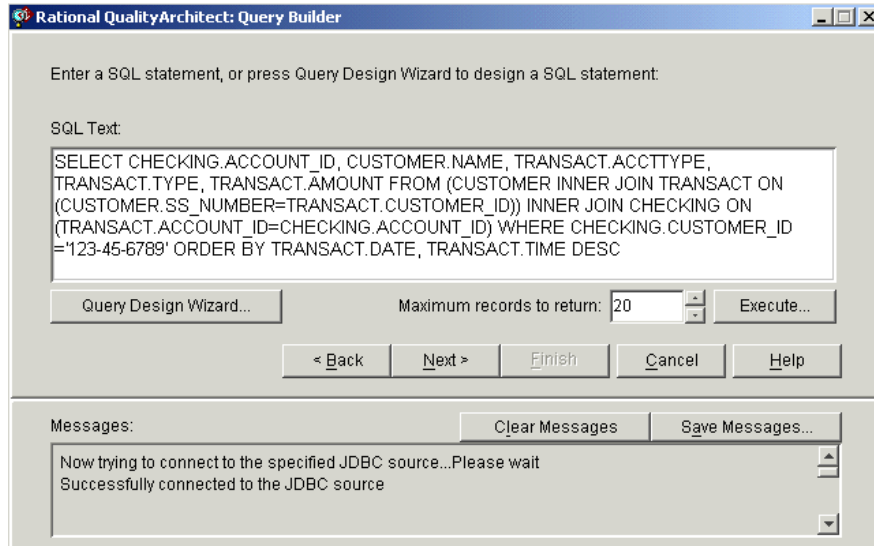 Rational QualityArchitect: Query Builder
Enter a SQL statement, or press Query Design Wizard to design a SQL statement:
SQL Text:
SELECT CHECKING.ACCOUNT_ID, CUSTOMER.NAME, TRANSACT.ACCTTYPE,
TRANSACT.TYPE, TRANSACT.AMOUNT FROM (CUSTOMER INNER JOIN TRANSACT ON
(CUSTOMER.SS_NUMBER=TRANSACT.CUSTOMER_ID)) INNER JOIN CHECKING ON
(TRANSACT.ACCOUNT_ID=CHECKING.ACCOUNT_ID) WHERE CHECKING.CUSTOMER_ID
='123-45-6789' ORDER BY TRANSACT.DATE, TRANSACT.TIME DESC
Query Design Wizard... Maximum records to return: 20 Execute...
< Back Next > Finish Cancel Help
Messages: Clear Messages Save Messages...
Now trying to connect to the specified JDBC source...Please wait
Successfully connected to the JDBC source